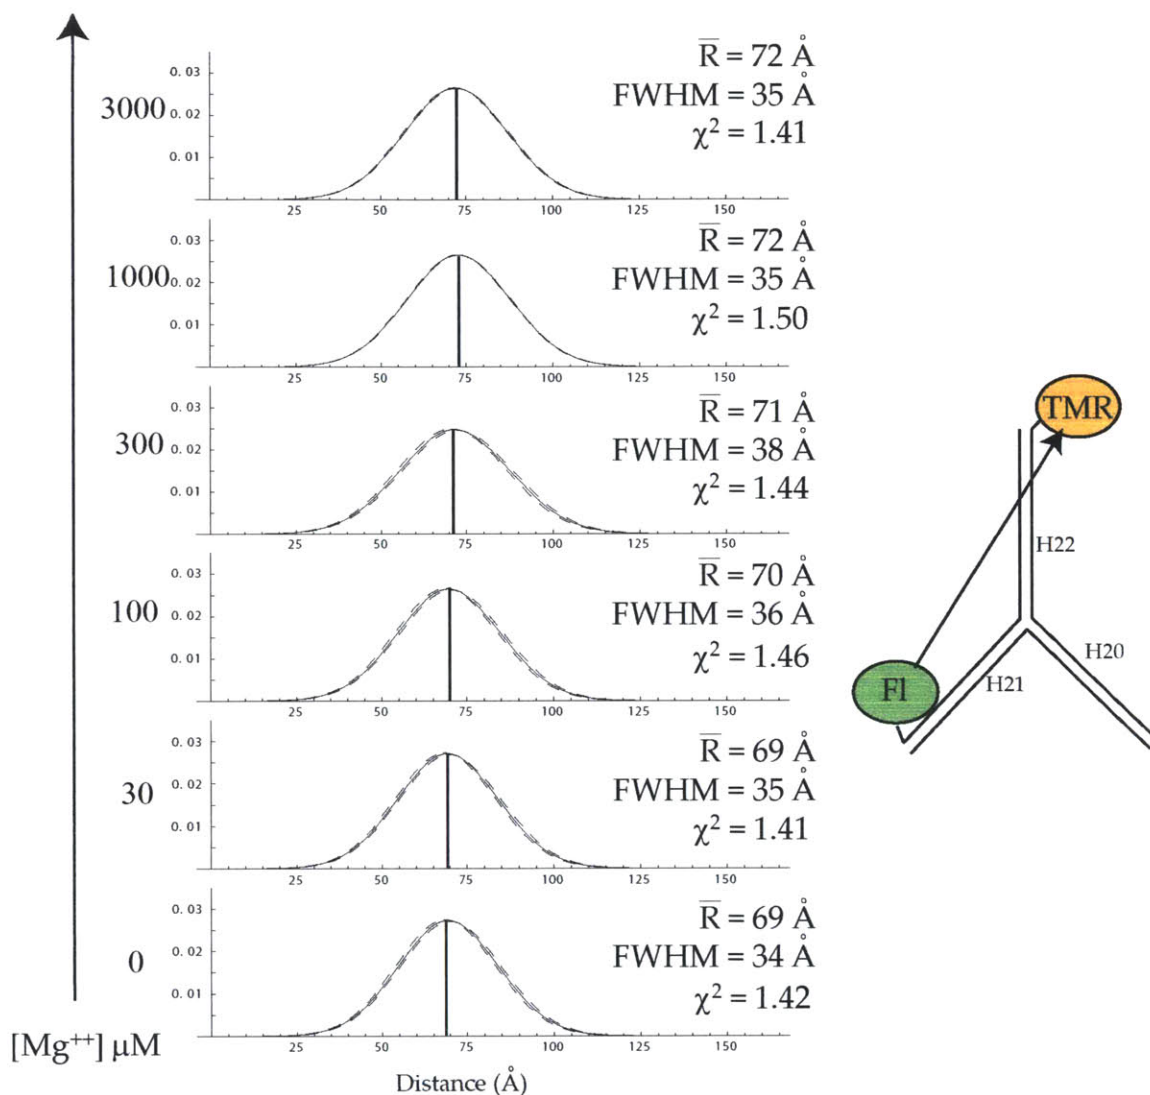 R̅ = 72 Å
FWHM = 35 Å
χ² = 1.41
3000
0.03
0.02
0.01
25 50 75 100 125 150
R̅ = 72 Å
FWHM = 35 Å
χ² = 1.50
1000
0.03
0.02
0.01
25 50 75 100 125 150
R̅ = 71 Å
FWHM = 38 Å
χ² = 1.44
300
0.03
0.02
0.01
25 50 75 100 125 150
R̅ = 70 Å
FWHM = 36 Å
χ² = 1.46
100
0.03
0.02
0.01
25 50 75 100 125 150
R̅ = 69 Å
FWHM = 35 Å
χ² = 1.41
30
0.03
0.02
0.01
25 50 75 100 125 150
R̅ = 69 Å
FWHM = 34 Å
χ² = 1.42
0
0.03
0.02
0.01
25 50 75 100 125 150
[Mg⁺⁺] μM
Distance (Å)
TMR
H22
H20
H21
Fl